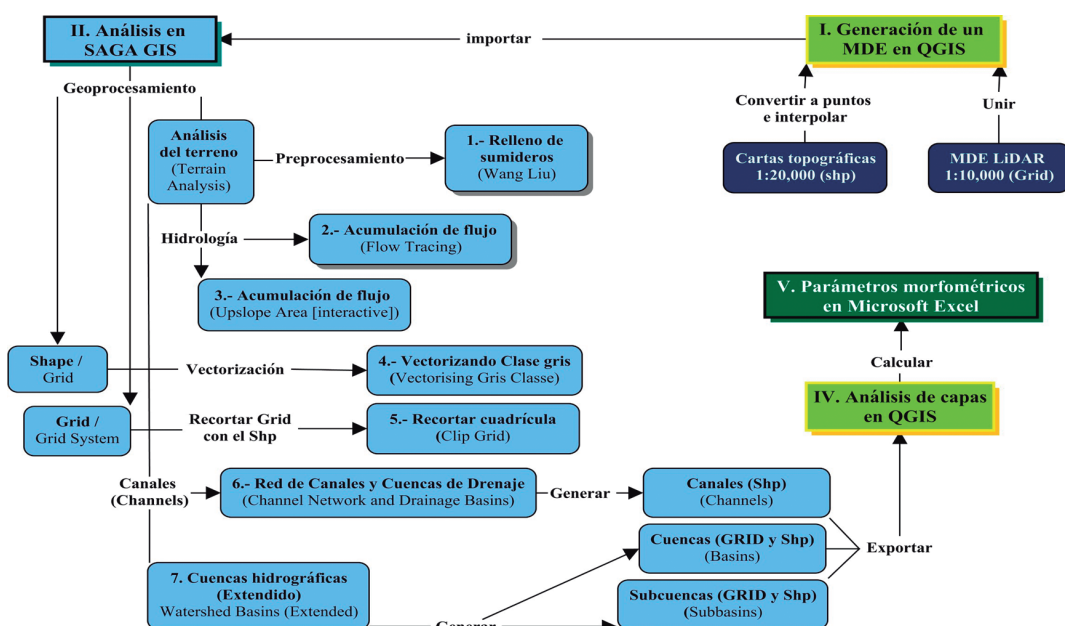 II. Análisis en
SAGA GIS
importar
I. Generación de un
MDE en QGIS
Geoprocesamiento
Convertir a puntos
e interpolar
Unir
Análisis
del terreno
(Terrain
Analysis)
Preprocesamiento
1.- Relleno de
sumideros
(Wang Liu)
Cartas topográficas
1:20,000 (shp)
MDE LiDAR
1:10,000 (Grid)
Hidrología
2.- Acumulación de flujo
(Flow Tracing)
3.- Acumulación de flujo
(Upslope Area [interactive])
V. Parámetros morfométricos
en Microsoft Excel
Shape /
Grid
Vectorización
4.- Vectorizando Clase gris
(Vectorising Gris Classe)
Calcular
Grid /
Grid System
Recortar Grid
con el Shp
5.- Recortar cuadrícula
(Clip Grid)
IV. Análisis de capas
en QGIS
Canales
(Channels)
6.- Red de Canales y Cuencas de Drenaje
(Channel Network and Drainage Basins)
Generar
Canales (Shp)
(Channels)
Cuencas (GRID y Shp)
(Basins)
Exportar
7. Cuencas hidrográficas
(Extendido)
Watershed Basins (Extended)
Generar
Subcuencas (GRID y Shp)
(Subbasins)